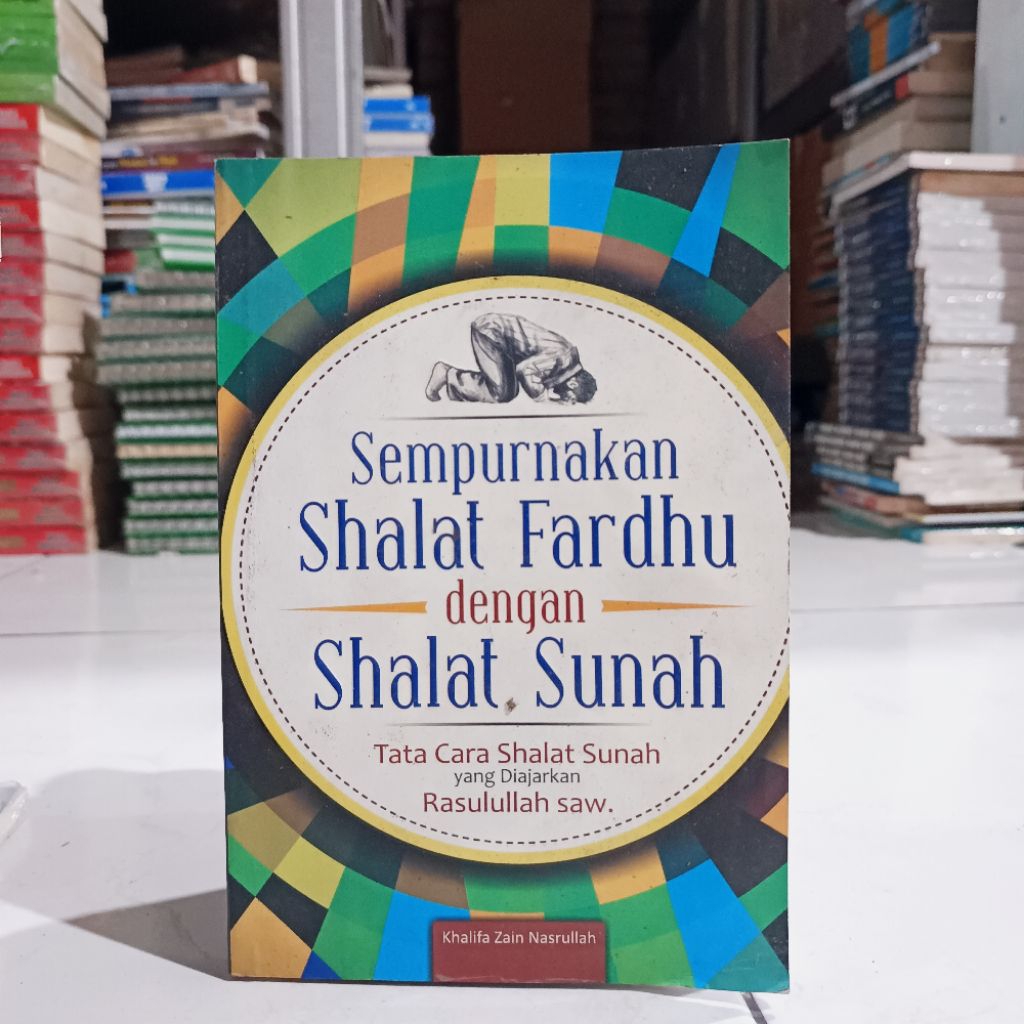 Sempurnakan
Shalat Fardhu
dengan
Shalat Sunah
Tata Cara Shalat Sunah
yang Diajarkan
Rasulullah saw.
Khalifa Zain Nasrullah